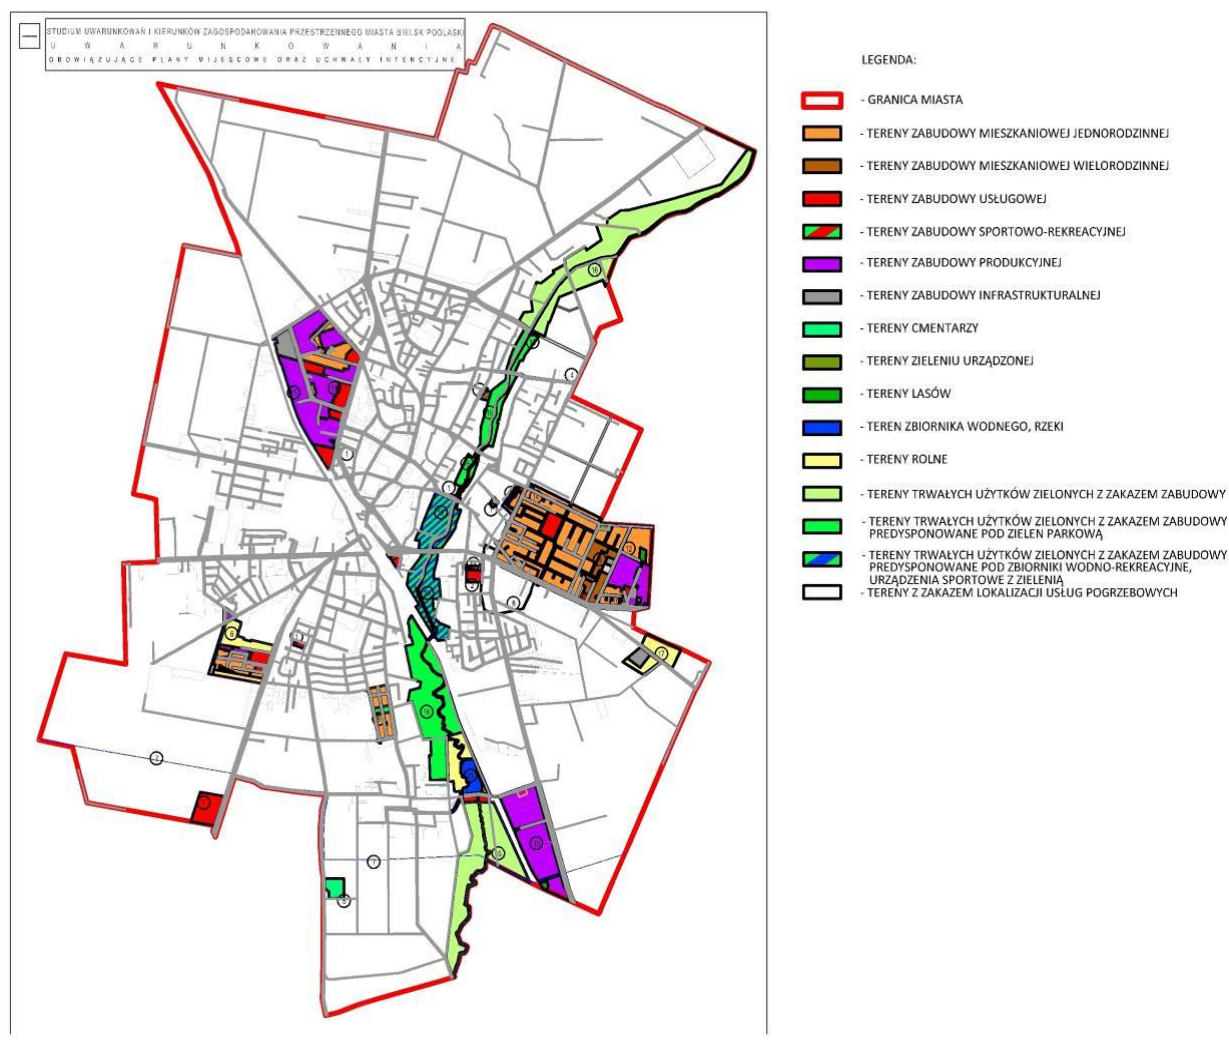 STUDIUM UWARUNKOWAŃ I KIERUNKÓW ZAGOSPODAROWANIA PRZESTRZENNEGO MIASTA BIELSK PODLASKI
U W A R U N K O W A N I A
OBOWIĄZUJĄCE PLANY MIEJSCOWE ORAZ UCHWAŁY INTENCYJNE
LEGENDA:
- GRANICA MIASTA
- TERENY ZABUDOWY MIESZKANIOWEJ JEDNORODZINNEJ
- TERENY ZABUDOWY MIESZKANIOWEJ WIELORODZINNEJ
- TERENY ZABUDOWY USŁUGOWEJ
- TERENY ZABUDOWY SPORTOWO-REKREACYJNEJ
- TERENY ZABUDOWY PRODUKCYJNEJ
- TERENY ZABUDOWY INFRASTRUKTURALNEJ
- TERENY CMENTARZY
- TERENY ZIELENIU URZĄDZONEJ
- TERENY LASÓW
- TEREN ZBIORNIKA WODNEGO, RZEKI
- TERENY ROLNE
- TERENY TRWAŁYCH UŻYTKÓW ZIELONYCH Z ZAKAZEM ZABUDOWY
- TERENY TRWAŁYCH UŻYTKÓW ZIELONYCH Z ZAKAZEM ZABUDOWY
PREDYSPONOWANE POD ZIELEŃ PARKOWĄ
- TERENY TRWAŁYCH UŻYTKÓW ZIELONYCH Z ZAKAZEM ZABUDOWY
PREDYSPONOWANE POD ZBIORNIKI WODNO-REKREACYJNE,
URZĄDZENIA SPORTOWE Z ZIELENIĄ
- TERENY Z ZAKAZEM LOKALIZACJI USŁUG POGRZEBOWYCH